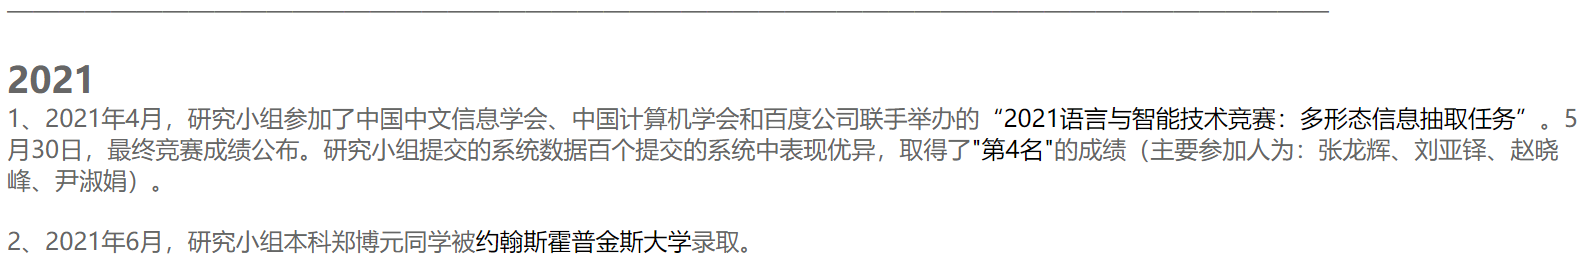 2021
1、2021年4月，研究小组参加了中国中文信息学会、中国计算机学会和百度公司联手举办的“2021语言与智能技术竞赛：多形态信息抽取任务”。5
月30日，最终竞赛成绩公布。研究小组提交的系统数据百个提交的系统中表现优异，取得了"第4名"的成绩（主要参加人为：张龙辉、刘亚铎、赵晓
峰、尹淑娟）。
2、2021年6月，研究小组本科郑博元同学被约翰斯霍普金斯大学录取。